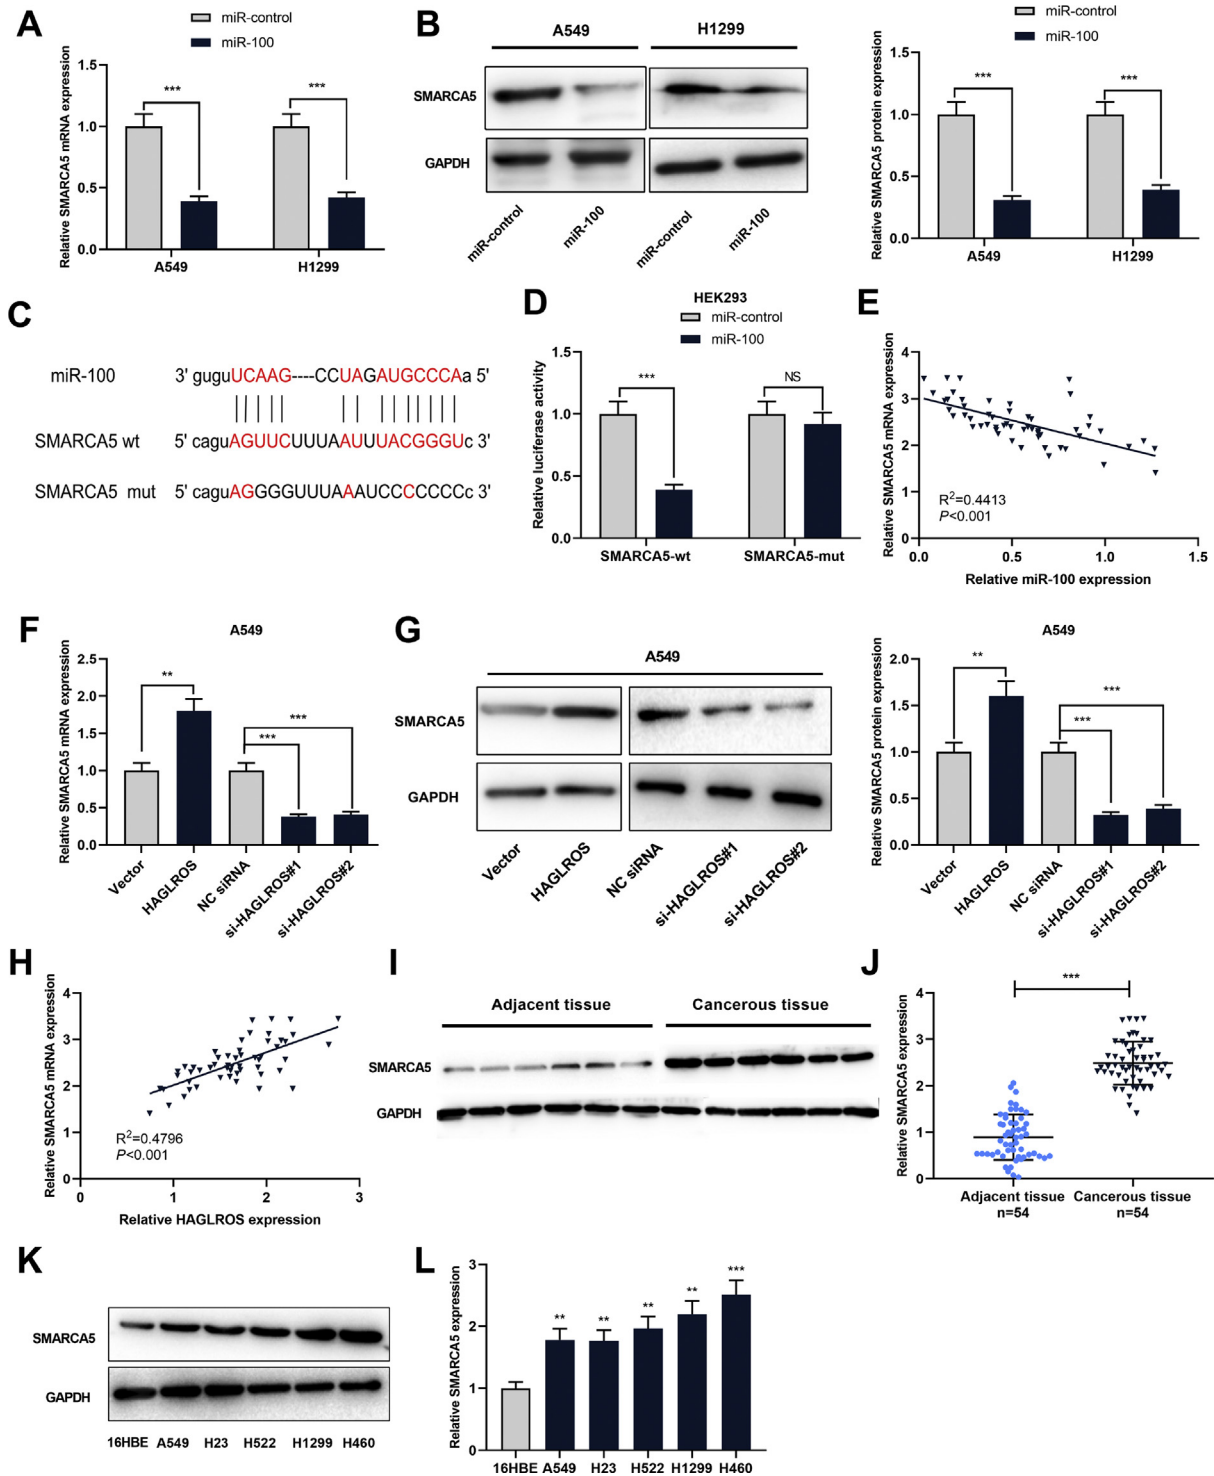 A
miR-control
miR-100
Relative SMARCA5 mRNA expression
1.5
1.0
0.5
0.0
***
***
A549
H1299
B
A549
H1299
SMARCA5
GAPDH
miR-control
miR-100
miR-control
miR-100
miR-control
miR-100
Relative SMARCA5 protein expression
1.5
1.0
0.5
0.0
***
***
A549
H1299
C
miR-100 3' guguUCAAG----CCUAGAUGCCCAa 5'
SMARCA5 wt 5' caguAGUUCUUUAAUUUACGGGUc 3'
SMARCA5 mut 5' caguAGGGGUUUAAAUCCCCCCCc 3'
D
HEK293
miR-control
miR-100
Relative luciferase activity
1.5
1.0
0.5
0.0
***
NS
SMARCA5-wt
SMARCA5-mut
E
Relative SMARCA5 mRNA expression
4
3
2
1
0
R2=0.4413
P<0.001
0.0 0.5 1.0 1.5
Relative miR-100 expression
F
A549
Relative SMARCA5 mRNA expression
2.5
2.0
1.5
1.0
0.5
0.0
**
***
***
Vector
HAGLROS
NC siRNA
si-HAGLROS#1
si-HAGLROS#2
G
A549
SMARCA5
GAPDH
Vector
HAGLROS
NC siRNA
si-HAGLROS#1
si-HAGLROS#2
A549
Relative SMARCA5 protein expression
2.0
1.5
1.0
0.5
0.0
**
***
***
Vector
HAGLROS
NC siRNA
si-HAGLROS#1
si-HAGLROS#2
H
Relative SMARCA5 mRNA expression
4
3
2
1
0
R2=0.4796
P<0.001
0 1 2 3
Relative HAGLROS expression
I
Adjacent tissue Cancerous tissue
SMARCA5
GAPDH
J
Relative SMARCA5 expression
4
3
2
1
0
***
Adjacent tissue Cancerous tissue
n=54 n=54
K
SMARCA5
GAPDH
16HBE A549 H23 H522 H1299 H460
L
Relative SMARCA5 expression
3
2
1
0
** ** ** ** ***
16HBE A549 H23 H522 H1299 H460